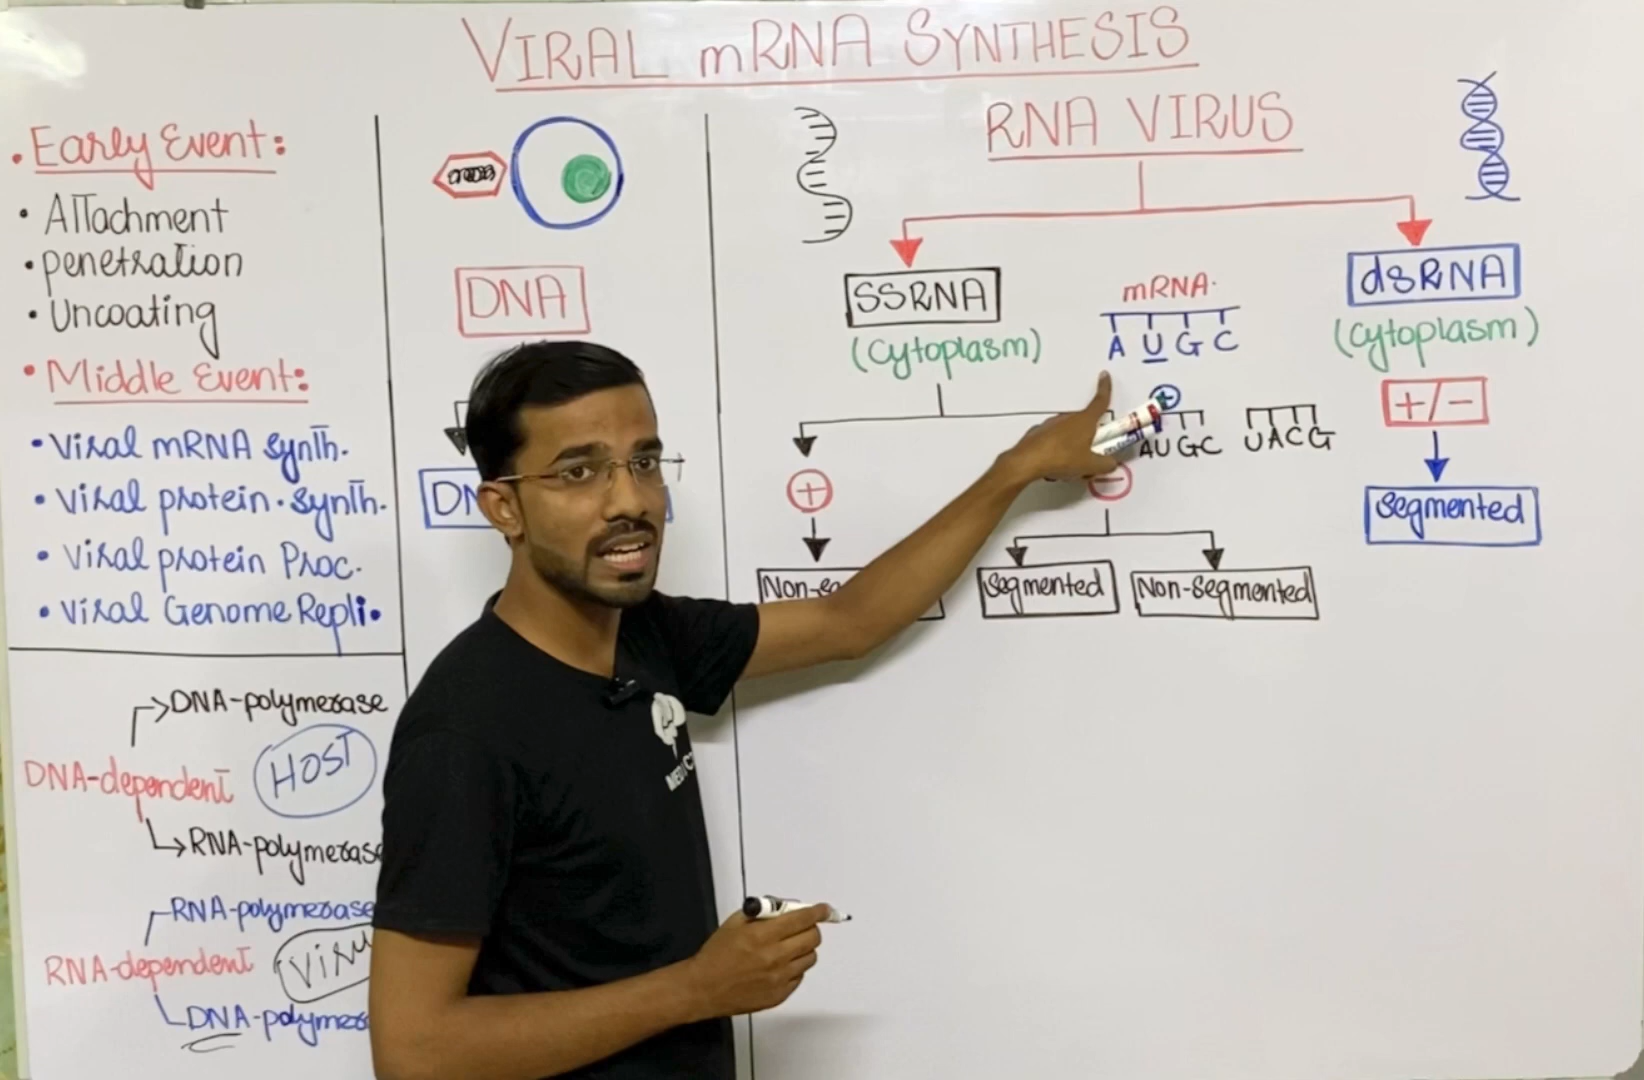 VIRAL mRNA SYNTHESIS
• Early Event:
• Attachment
• penetration
• Uncoating
• Middle Event:
• Viral mRNA synth.
• Viral protein. synth.
• Viral protein Proc.
• Viral Genome Repli.
DNA-polymerase
DNA-dependent
HOST
RNA-polymerase
RNA-polymerase
RNA-dependent
DNA
RNA VIRUS
SSRNA
(cytoplasm)
mRNA.
A U G C
+
AUGC
UACG
dsRNA
(cytoplasm)
+/-
segmented
+
-
segmented
Non-segmented